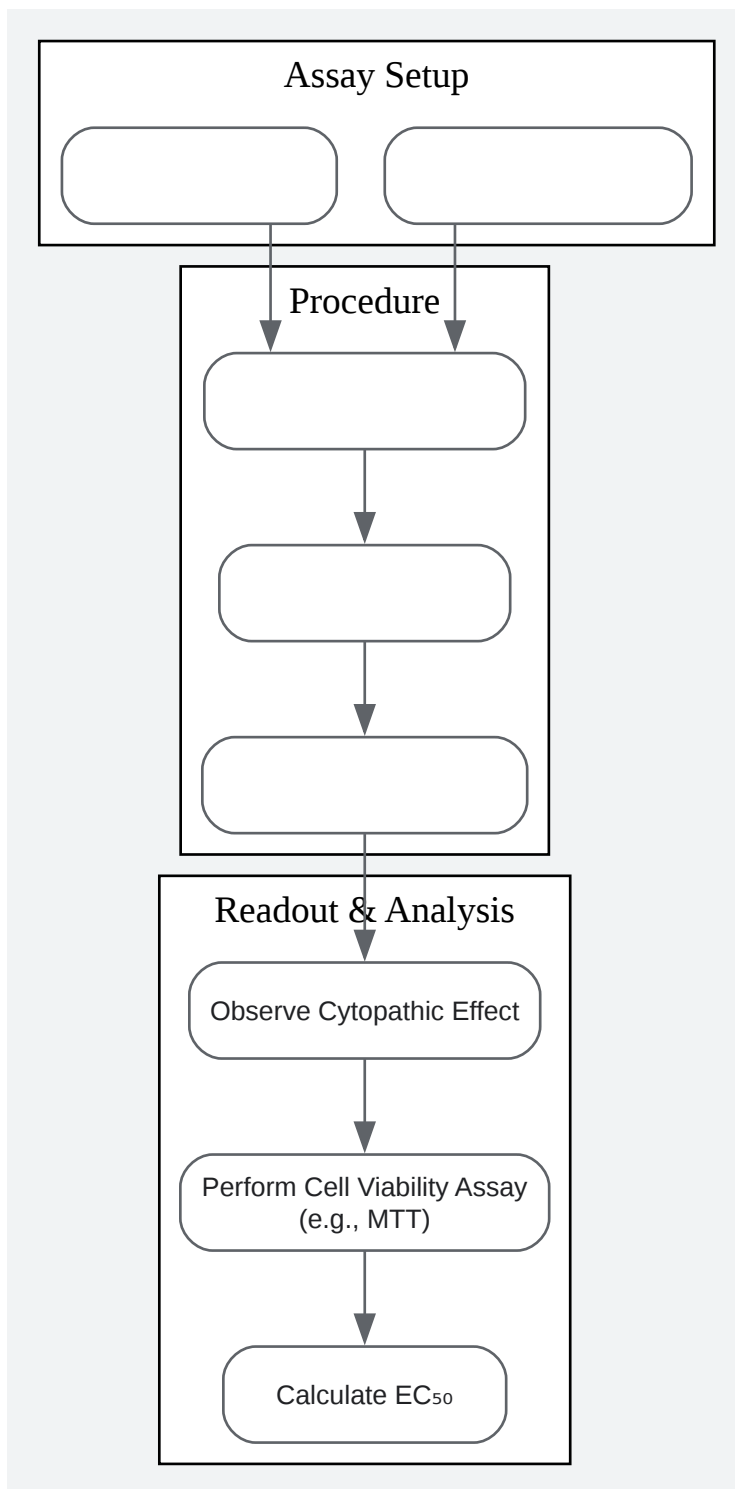 Assay Setup
Procedure
Readout & Analysis
Observe Cytopathic Effect
Perform Cell Viability Assay
(e.g., MTT)
Calculate EC₅₀